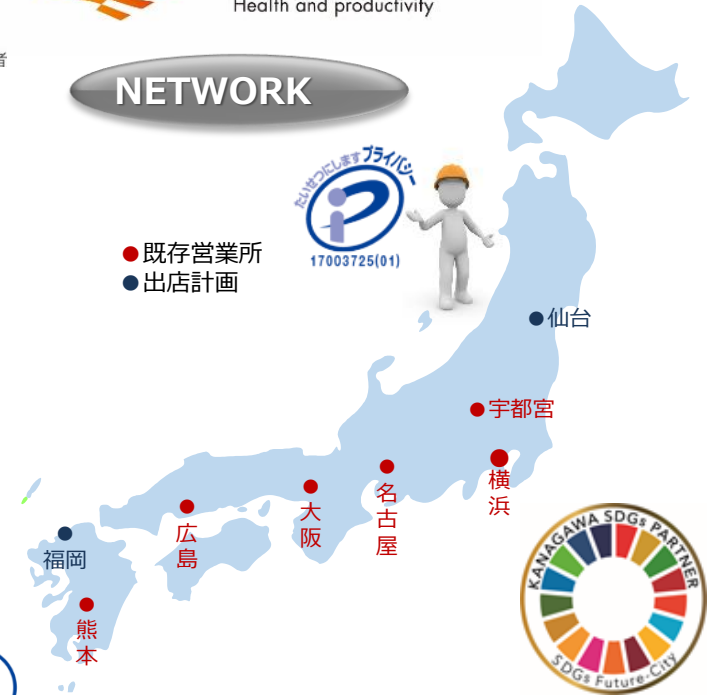 Health and productivity
者
NETWORK
たいせつにしますプライバシー
17003725(01)
●既存営業所
●出店計画
仙台
宇都宮
横浜
名古屋
大阪
広島
福岡
熊本
KANAGAWA SDGs PARTNER
SDGs Future-City